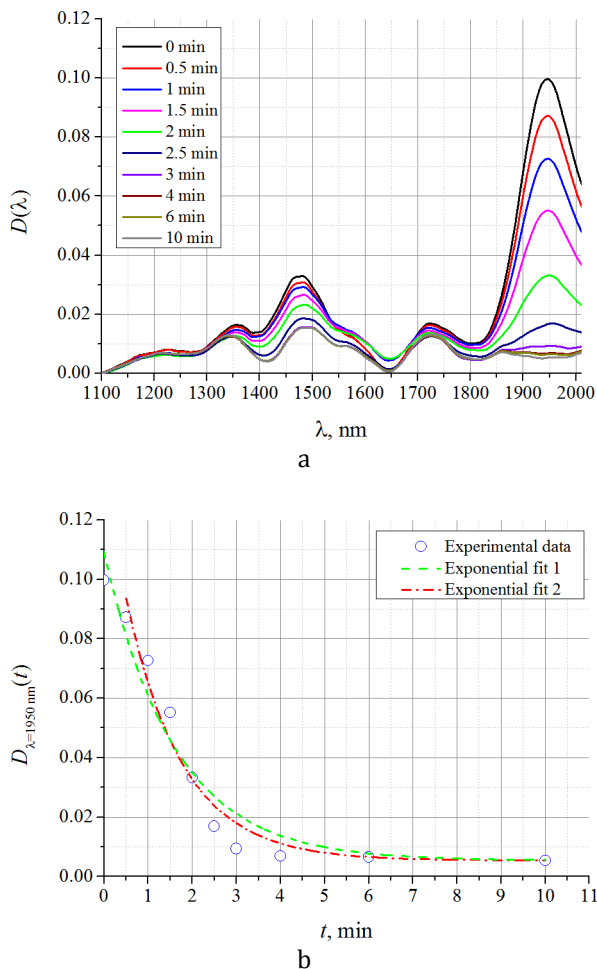 a
0 min
0.5 min
1 min
1.5 min
2 min
2.5 min
3 min
4 min
6 min
10 min
0.12
0.10
0.08
0.06
0.04
0.02
0.00
D(λ)
1100 1200 1300 1400 1500 1600 1700 1800 1900 2000
λ, nm
a
Experimental data
Exponential fit 1
Exponential fit 2
0.12
0.10
0.08
0.06
0.04
0.02
0.00
Dλ=1950 nm(t)
0 1 2 3 4 5 6 7 8 9 10 11
t, min
b